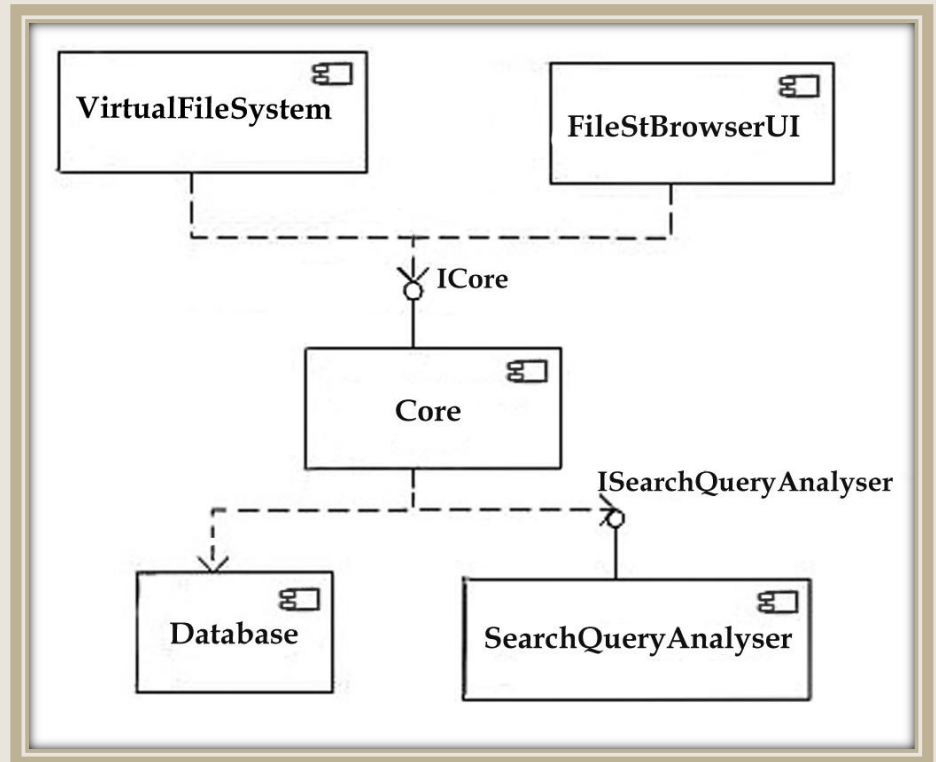 VirtualFileSystem
FileStBrowserUI
ICore
Core
ISearchQueryAnalyser
Database
SearchQueryAnalyser